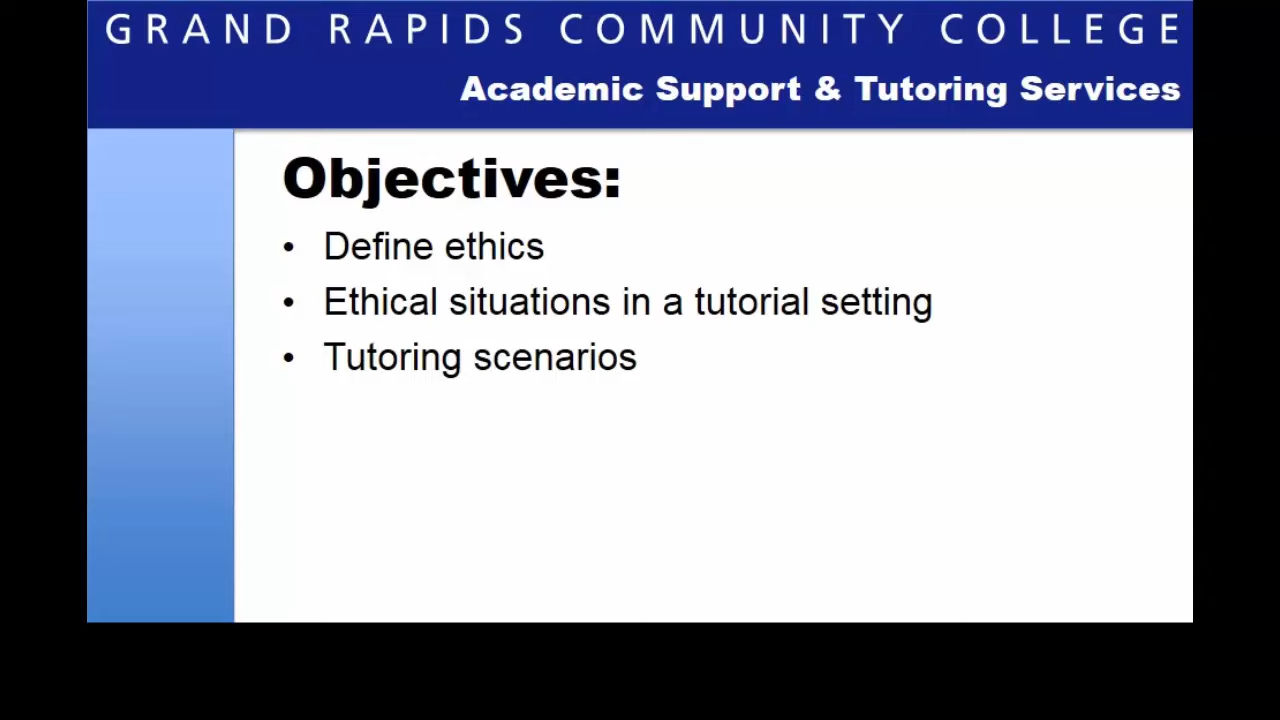 GRAND RAPIDS COMMUNITY COLLEGE
Academic Support & Tutoring Services
Objectives:
• Define ethics
• Ethical situations in a tutorial setting
• Tutoring scenarios